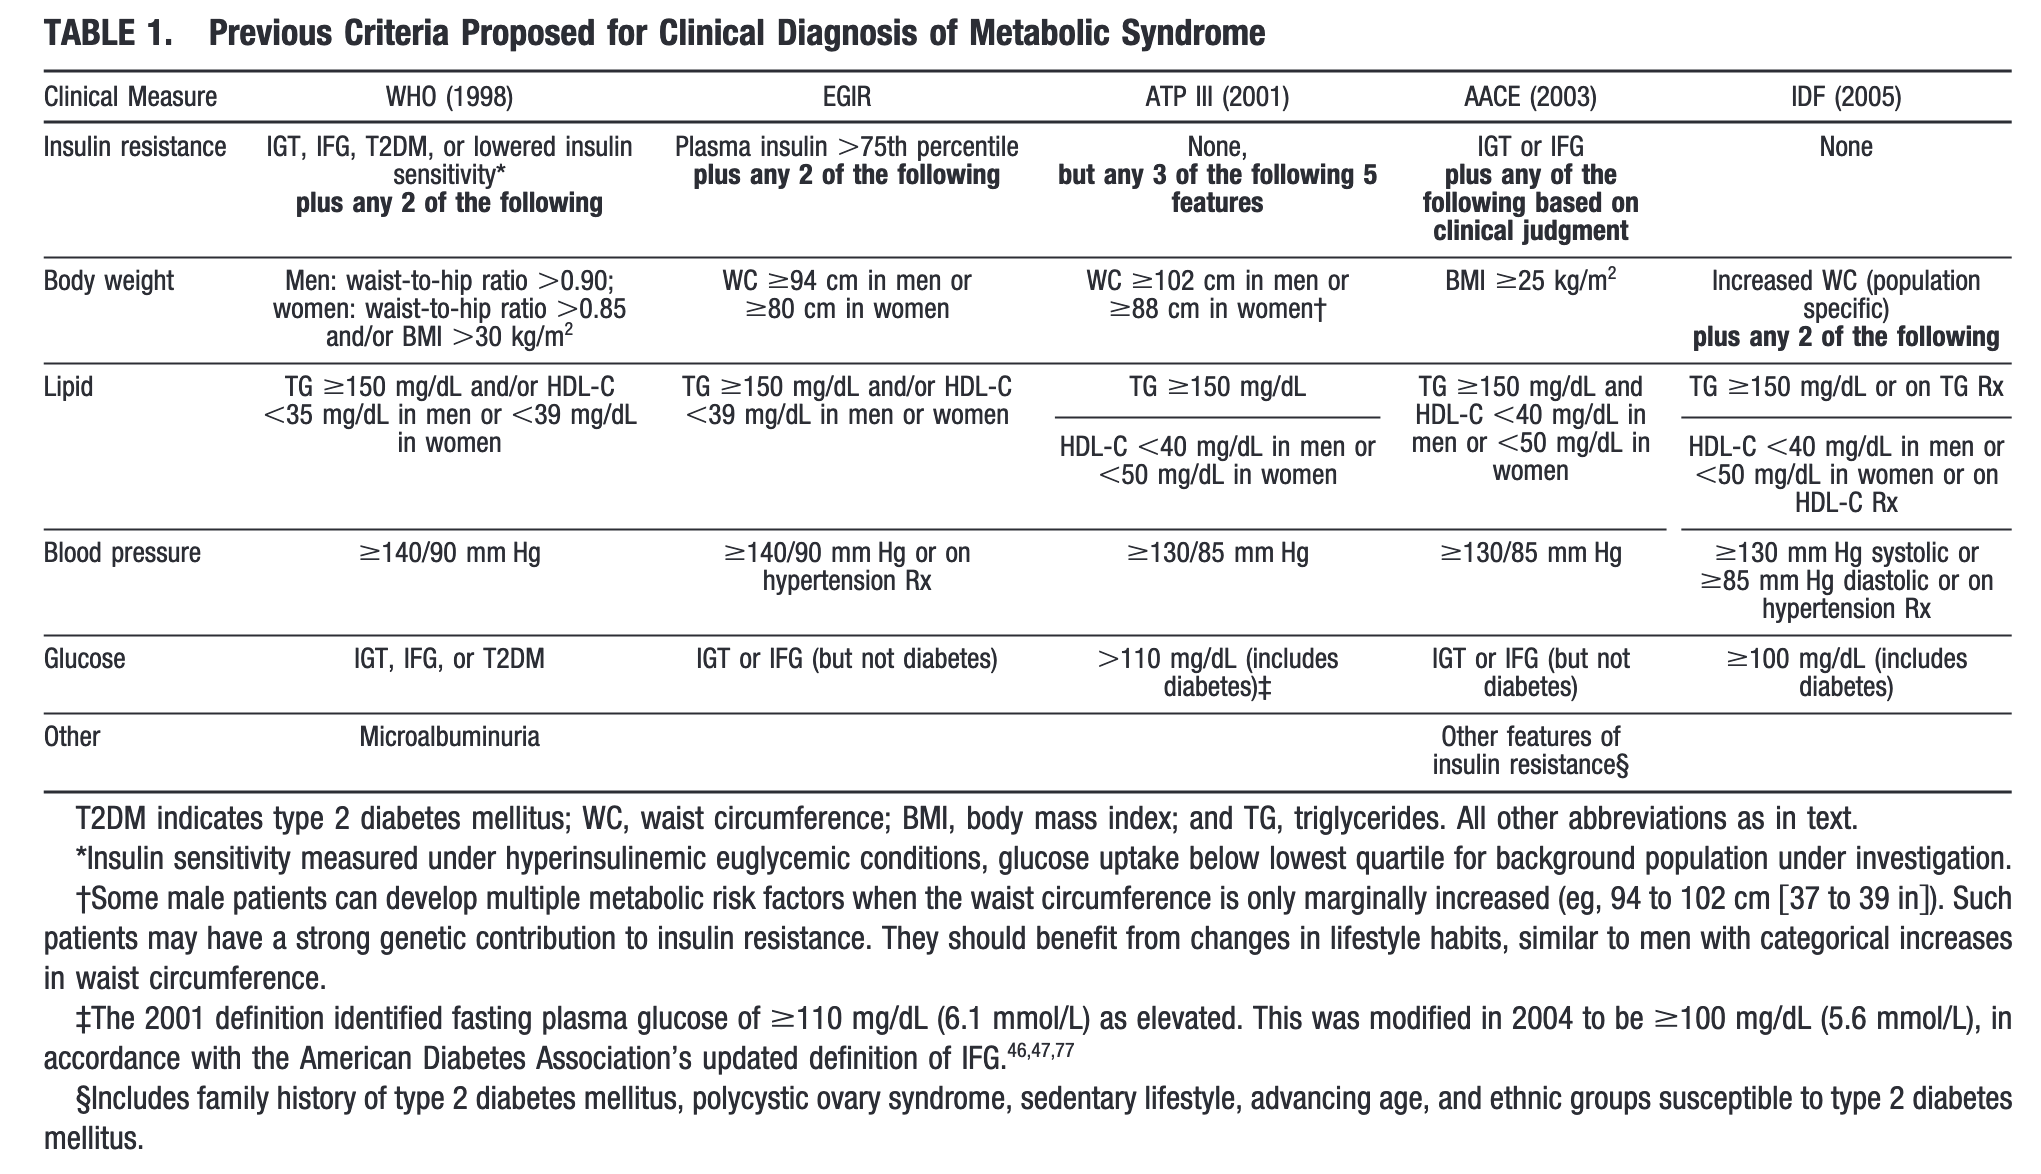 TABLE 1. Previous Criteria Proposed for Clinical Diagnosis of Metabolic Syndrome
Clinical Measure WHO (1998) EGIR ATP III (2001) AACE (2003) IDF (2005)
Insulin resistance IGT, IFG, T2DM, or lowered insulin Plasma insulin >75th percentile None, IGT or IFG None
sensitivity* plus any 2 of the following but any 3 of the following 5 plus any of the
plus any 2 of the following features following based on
clinical judgment
Body weight Men: waist-to-hip ratio >0.90; WC ≥94 cm in men or WC ≥102 cm in men or BMI ≥25 kg/m² Increased WC (population
women: waist-to-hip ratio >0.85 ≥80 cm in women ≥88 cm in women† specific)
and/or BMI >30 kg/m² plus any 2 of the following
Lipid TG ≥150 mg/dL and/or HDL-C TG ≥150 mg/dL and/or HDL-C TG ≥150 mg/dL TG ≥150 mg/dL and TG ≥150 mg/dL or on TG Rx
<35 mg/dL in men or <39 mg/dL <39 mg/dL in men or women HDL-C <40 mg/dL in
in women HDL-C <40 mg/dL in men or men or <50 mg/dL in HDL-C <40 mg/dL in men or
<50 mg/dL in women women <50 mg/dL in women or on
HDL-C Rx
Blood pressure ≥140/90 mm Hg ≥140/90 mm Hg or on ≥130/85 mm Hg ≥130/85 mm Hg ≥130 mm Hg systolic or
hypertension Rx ≥85 mm Hg diastolic or on
hypertension Rx
Glucose IGT, IFG, or T2DM IGT or IFG (but not diabetes) >110 mg/dL (includes IGT or IFG (but not ≥100 mg/dL (includes
diabetes)‡ diabetes) diabetes)
Other Microalbuminuria Other features of
insulin resistance§
T2DM indicates type 2 diabetes mellitus; WC, waist circumference; BMI, body mass index; and TG, triglycerides. All other abbreviations as in text.
*Insulin sensitivity measured under hyperinsulinemic euglycemic conditions, glucose uptake below lowest quartile for background population under investigation.
†Some male patients can develop multiple metabolic risk factors when the waist circumference is only marginally increased (eg, 94 to 102 cm [37 to 39 in]). Such
patients may have a strong genetic contribution to insulin resistance. They should benefit from changes in lifestyle habits, similar to men with categorical increases
in waist circumference.
‡The 2001 definition identified fasting plasma glucose of ≥110 mg/dL (6.1 mmol/L) as elevated. This was modified in 2004 to be ≥100 mg/dL (5.6 mmol/L), in
accordance with the American Diabetes Association's updated definition of IFG.46,47,77
§Includes family history of type 2 diabetes mellitus, polycystic ovary syndrome, sedentary lifestyle, advancing age, and ethnic groups susceptible to type 2 diabetes
mellitus.